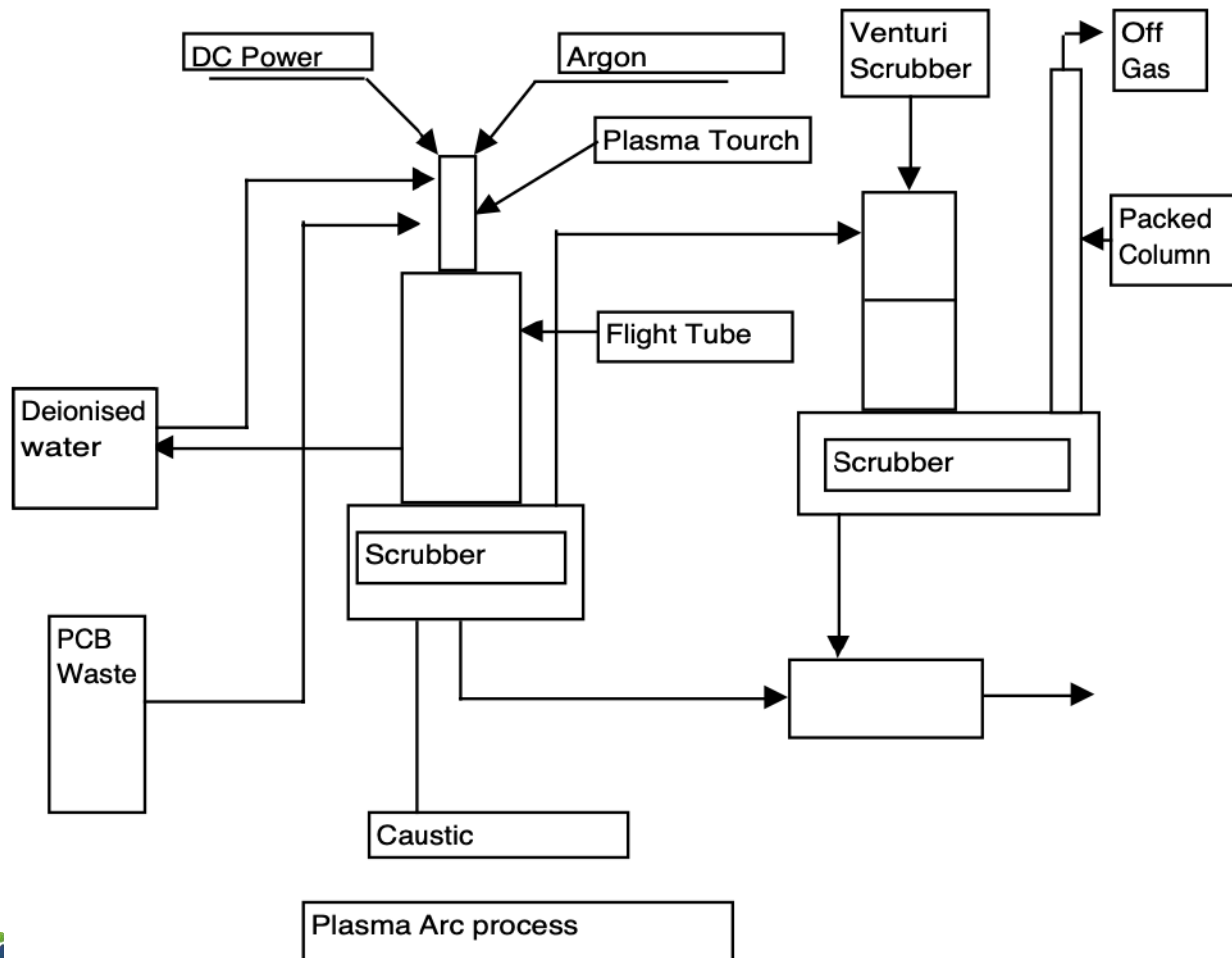 DC Power
Argon
Venturi
Scrubber
Off
Gas
Plasma Tourch
Packed
Column
Flight Tube
Deionised
water
Scrubber
Scrubber
PCB
Waste
Caustic
Plasma Arc process